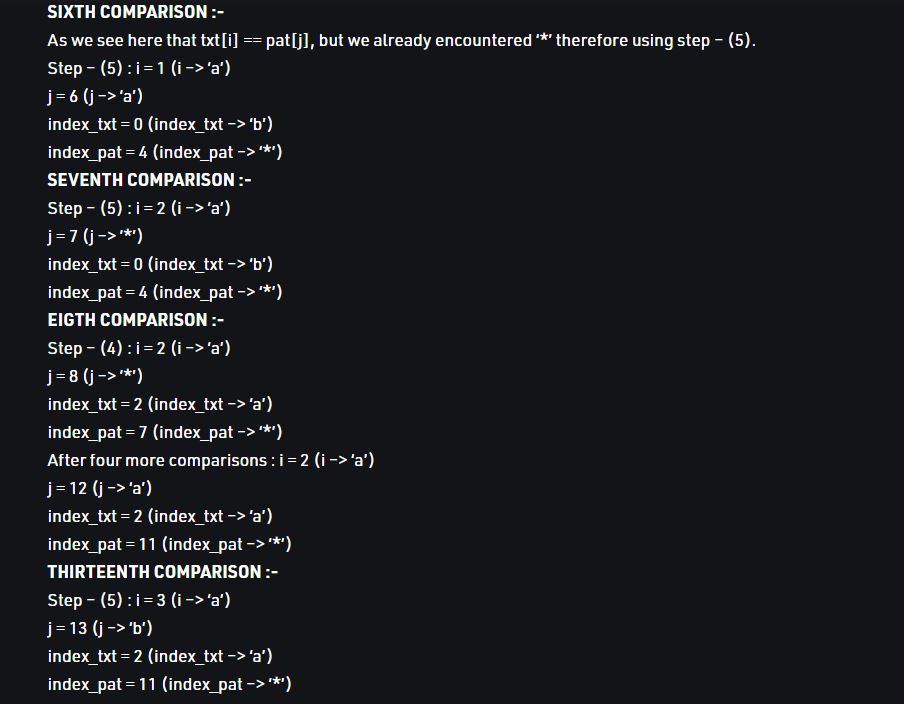 SIXTH COMPARISON :-
As we see here that txt[i] == pat[j], but we already encountered ‘*’ therefore using step – (5).
Step – (5) : i = 1 (i –> ‘a’)
j = 6 (j –> ‘a’)
index_txt = 0 (index_txt –> ‘b’)
index_pat = 4 (index_pat –> ‘*’)
SEVENTH COMPARISON :-
Step – (5) : i = 2 (i –> ‘a’)
j = 7 (j –> ‘*’)
index_txt = 0 (index_txt –> ‘b’)
index_pat = 4 (index_pat –> ‘*’)
EIGTH COMPARISON :-
Step – (4) : i = 2 (i –> ‘a’)
j = 8 (j –> ‘*’)
index_txt = 2 (index_txt –> ‘a’)
index_pat = 7 (index_pat –> ‘*’)
After four more comparisons : i = 2 (i –> ‘a’)
j = 12 (j –> ‘a’)
index_txt = 2 (index_txt –> ‘a’)
index_pat = 11 (index_pat –> ‘*’)
THIRTEENTH COMPARISON :-
Step – (5) : i = 3 (i –> ‘a’)
j = 13 (j –> ‘b’)
index_txt = 2 (index_txt –> ‘a’)
index_pat = 11 (index_pat –> ‘*’)